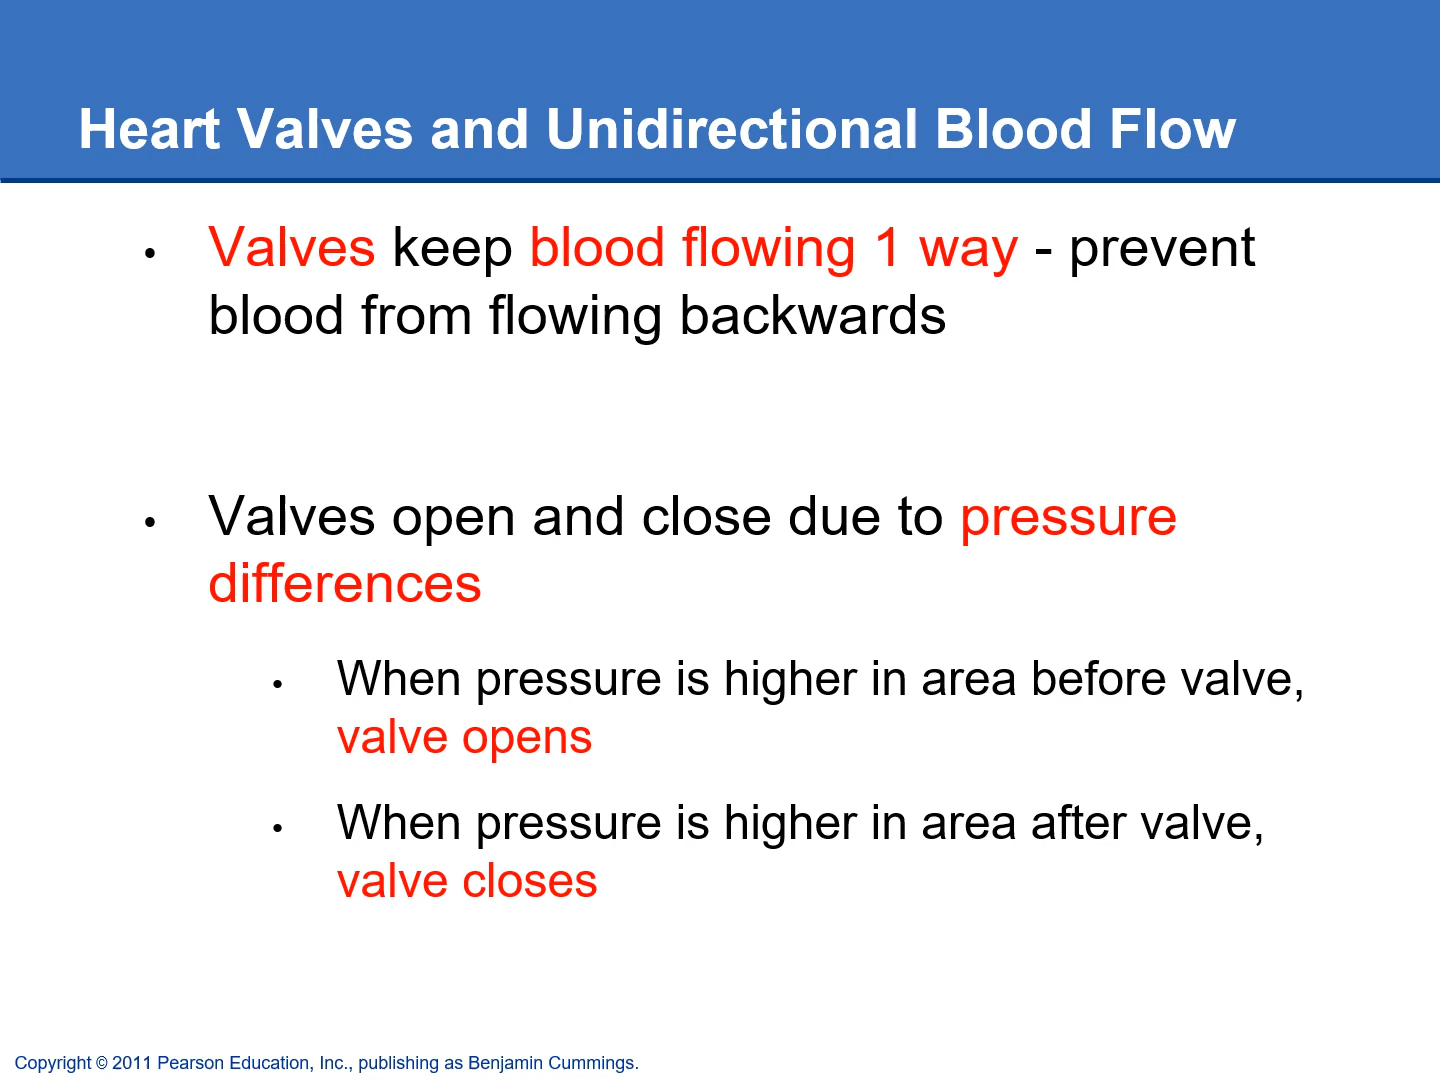 Heart Valves and Unidirectional Blood Flow
• Valves keep blood flowing 1 way - prevent
blood from flowing backwards
• Valves open and close due to pressure
differences
• When pressure is higher in area before valve,
valve opens
• When pressure is higher in area after valve,
valve closes
Copyright © 2011 Pearson Education, Inc., publishing as Benjamin Cummings.